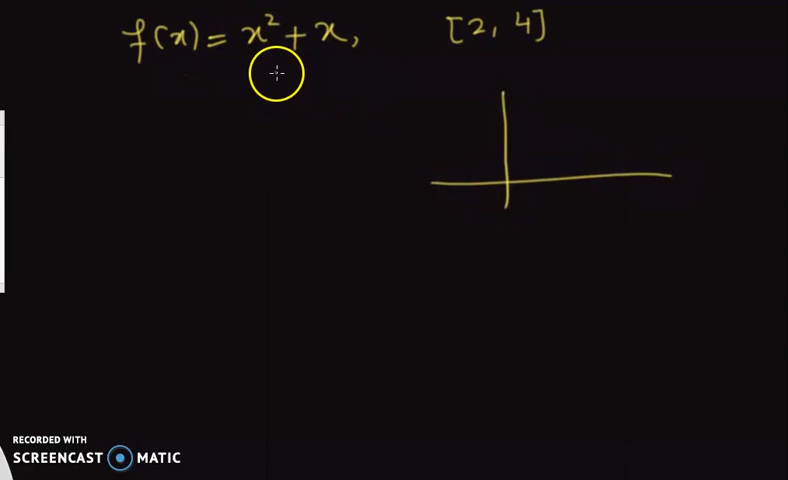 f(x) = x² + x, [2, 4]
RECORDED WITH
SCREENCAST MATIC